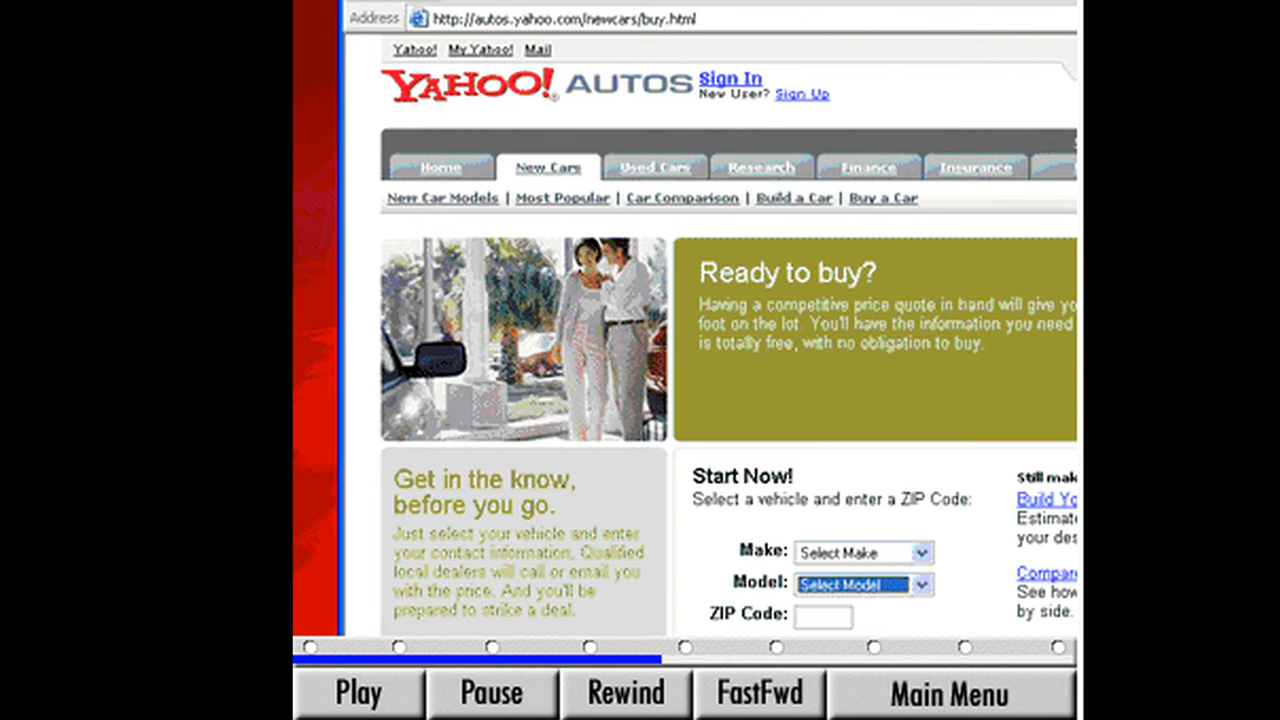 Address http://autos.yahoo.com/newcars/buy.html
Yahoo! My Yahoo! Mail
YAHOO! AUTOS Sign In
New User? Sign Up
Home New Cars Used Cars Research Finance Insurance
New Car Models | Most Popular | Car Comparison | Build a Car | Buy a Car
Ready to buy?
Having a competitive price quote in hand will give yo
foot on the lot. You'll have the information you need
is totally free, with no obligation to buy.
Get in the know,
before you go.
Just select your vehicle and enter
your contact information. Qualified
local dealers will call or email you
with the price. And you'll be
prepared to strike a deal.
Start Now!
Select a vehicle and enter a ZIP Code:
Make: Select Make
Model: Select Model
ZIP Code:
Still mak
Build Yo
Estimat
your des
Compar
See how
by side.
Play Pause Rewind FastFwd Main Menu